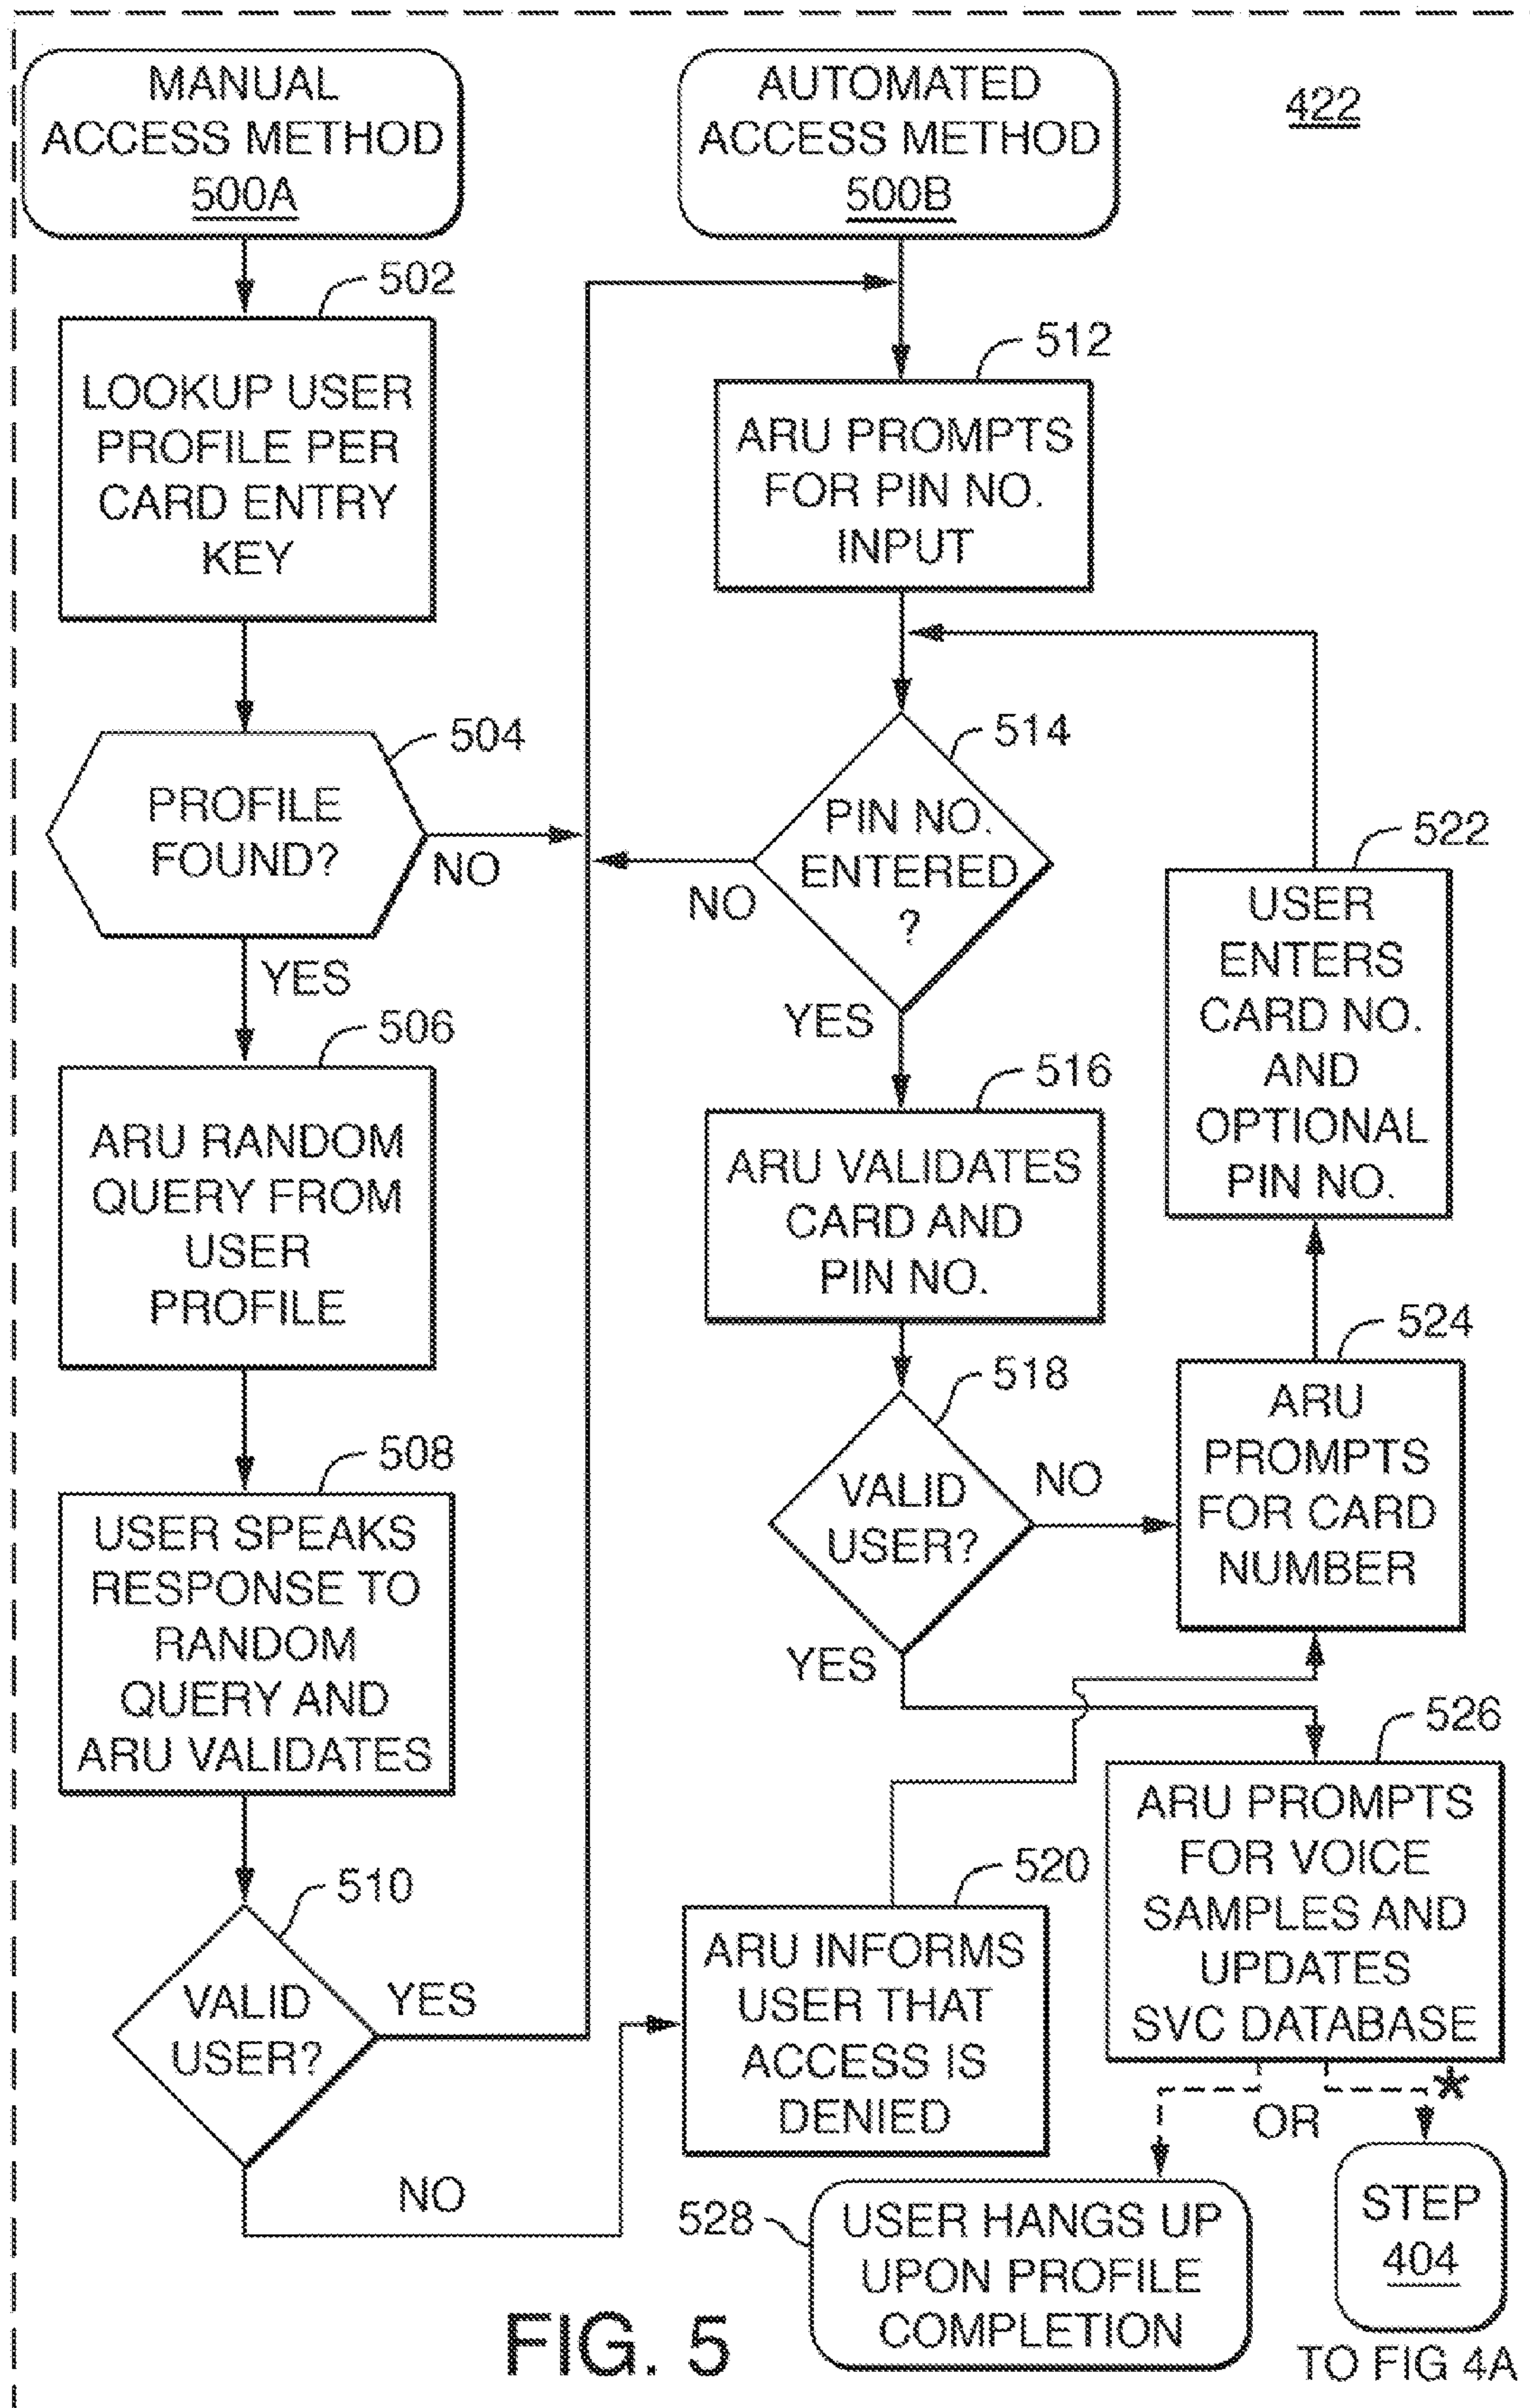 MANUAL
ACCESS METHOD
500A
AUTOMATED
ACCESS METHOD
500B
422
502
LOOKUP USER
PROFILE PER
CARD ENTRY
KEY
512
ARU PROMPTS
FOR PIN NO.
INPUT
504
PROFILE
FOUND?
NO
YES
514
PIN NO.
ENTERED
?
NO
YES
522
USER
ENTERS
CARD NO.
AND
OPTIONAL
PIN NO.
506
ARU RANDOM
QUERY FROM
USER
PROFILE
516
ARU VALIDATES
CARD AND
PIN NO.
524
ARU
PROMPTS
FOR CARD
NUMBER
518
VALID
USER?
NO
YES
508
USER SPEAKS
RESPONSE TO
RANDOM
QUERY AND
ARU VALIDATES
526
ARU PROMPTS
FOR VOICE
SAMPLES AND
UPDATES
SVC DATABASE
510
VALID
USER?
YES
NO
520
ARU INFORMS
USER THAT
ACCESS IS
DENIED
*
OR
528
USER HANGS UP
UPON PROFILE
COMPLETION
STEP
404
TO FIG 4A
FIG. 5